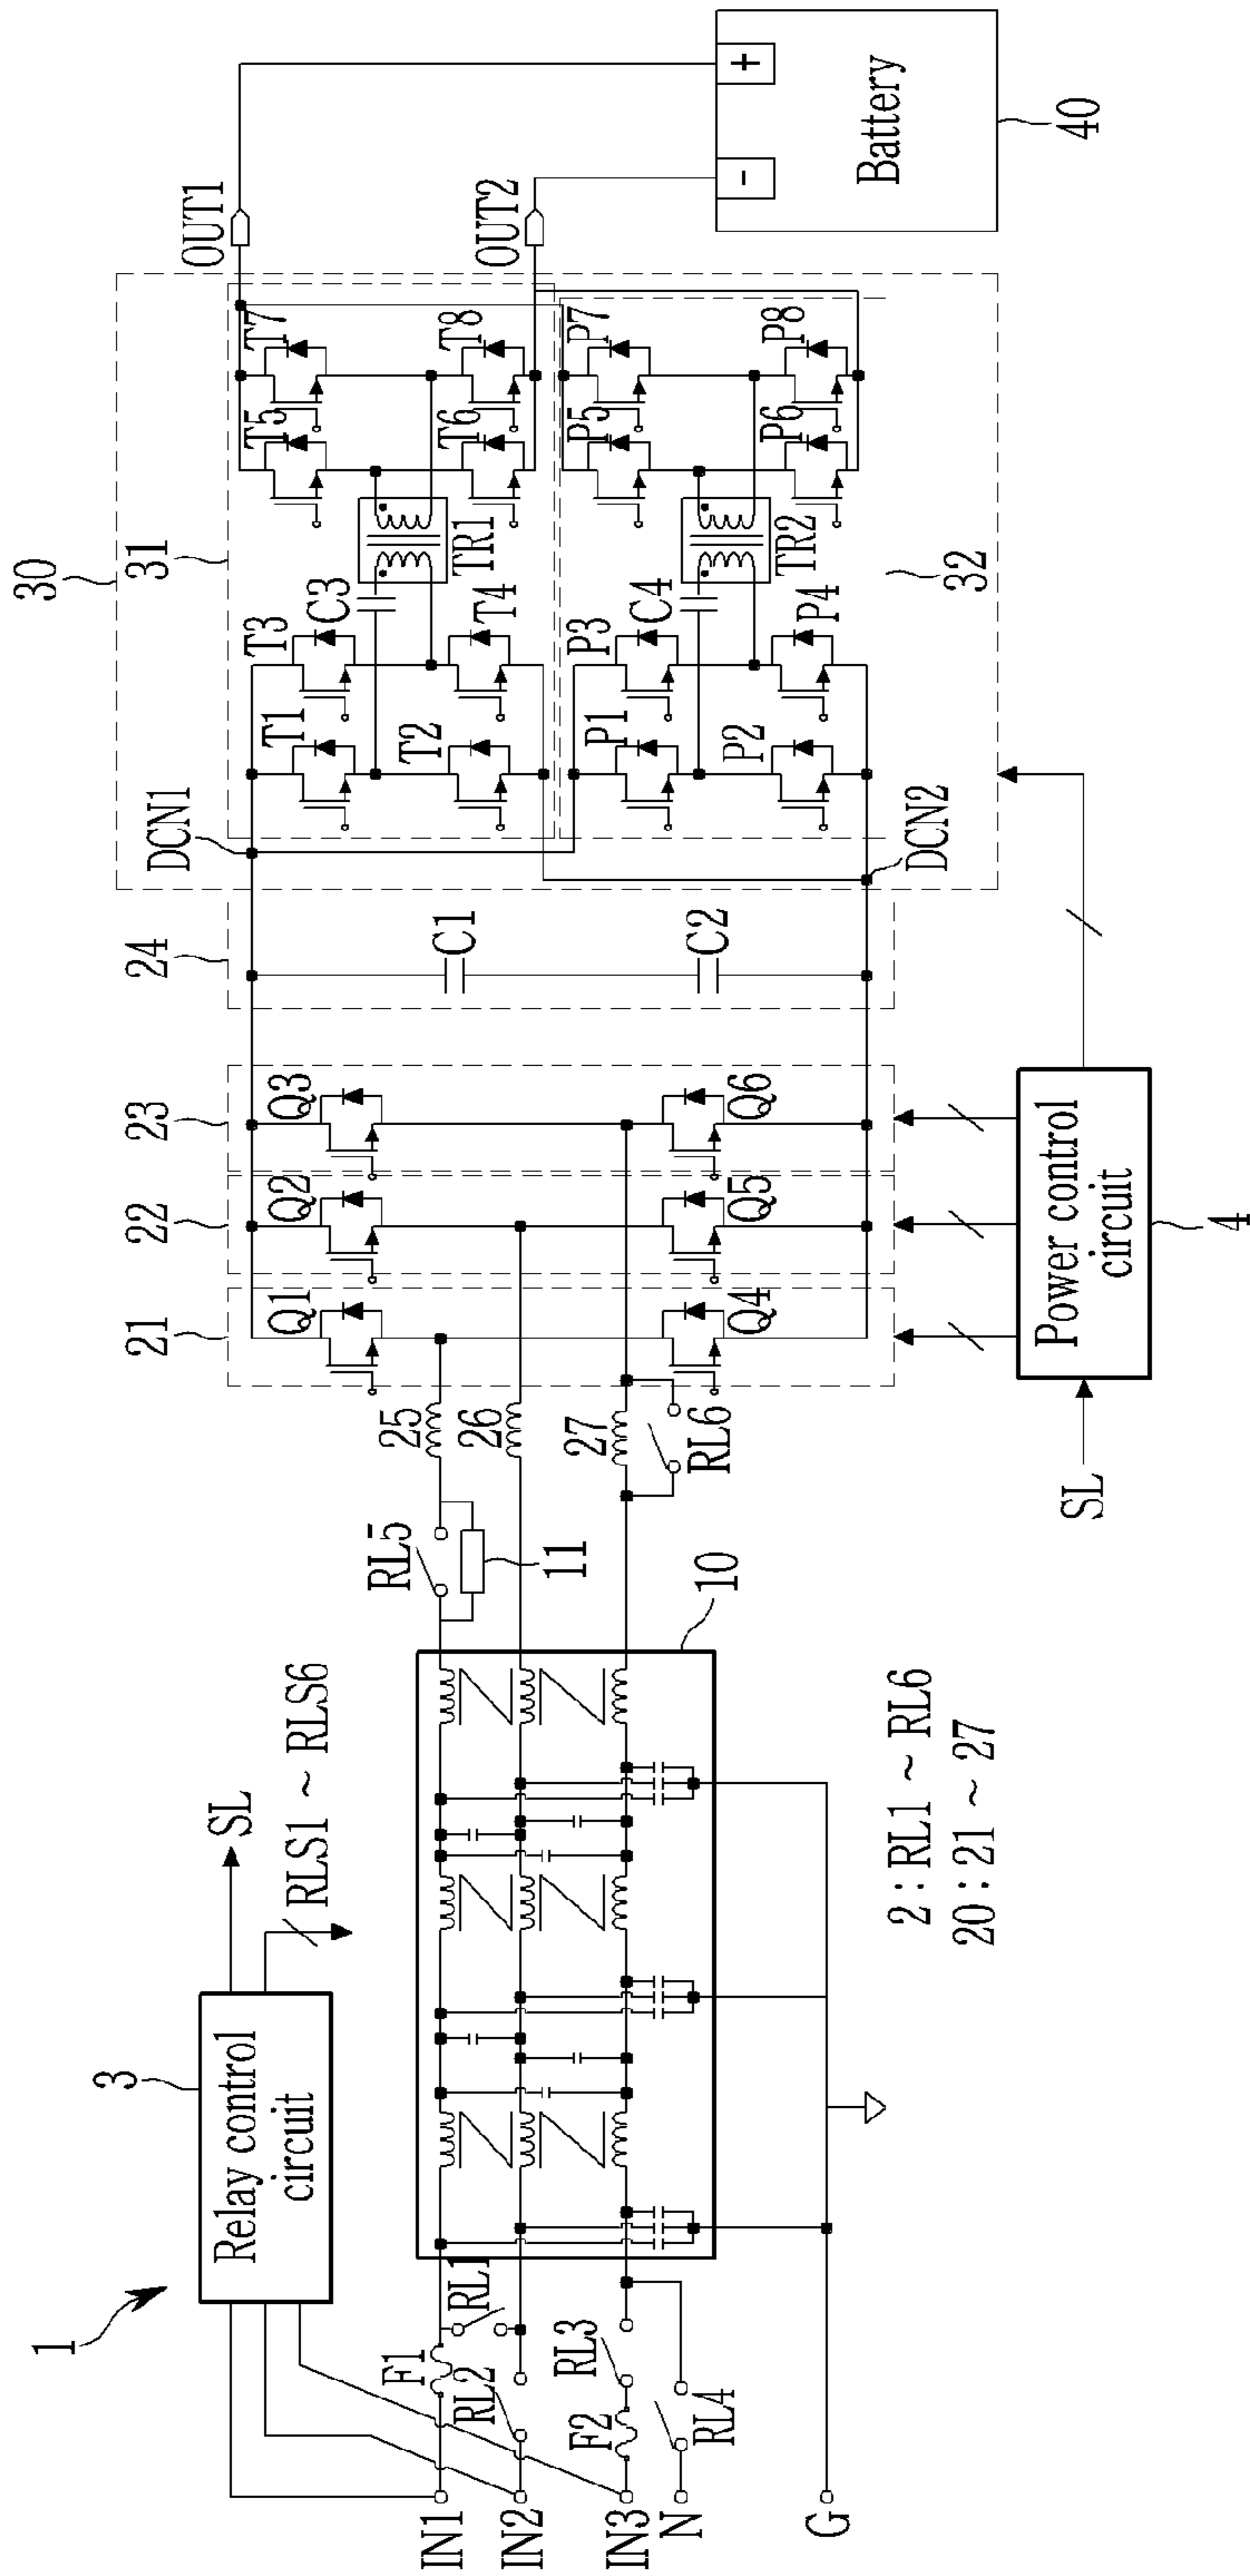 1
3
Relay control
circuit
SL
RLS1 ~ RLS6
IN1
IN2
IN3
N
G
F1
RL1
RL2
F2
RL3
RL4
10
RL5
11
25
26
27
RL6
2 : RL1 ~ RL6
20 : 21 ~ 27
21
22
23
24
Q1
Q2
Q3
Q4
Q5
Q6
C1
C2
SL
Power control
circuit
4
30
31
32
DCN1
DCN2
T1
T3
T2
T4
C3
TR1
T5
T7
T6
T8
P1
P3
P2
P4
C4
TR2
P5
P7
P6
P8
OUT1
OUT2
+
-
Battery
40